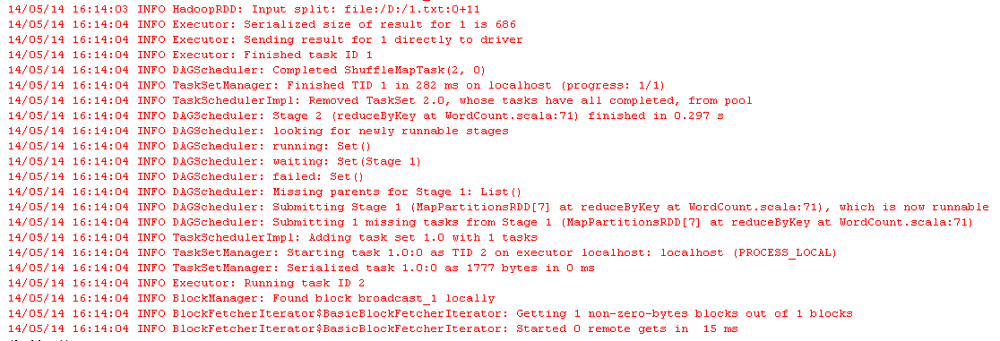 14/05/14 16:14:03 INFO HadoopRDD: Input split: file:/D:/1.txt:0+11
14/05/14 16:14:04 INFO Executor: Serialized size of result for 1 is 686
14/05/14 16:14:04 INFO Executor: Sending result for 1 directly to driver
14/05/14 16:14:04 INFO Executor: Finished task ID 1
14/05/14 16:14:04 INFO DAGScheduler: Completed ShuffleMapTask(2, 0)
14/05/14 16:14:04 INFO TaskSetManager: Finished TID 1 in 282 ms on localhost (progress: 1/1)
14/05/14 16:14:04 INFO TaskSchedulerImpl: Removed TaskSet 2.0, whose tasks have all completed, from pool
14/05/14 16:14:04 INFO DAGScheduler: Stage 2 (reduceByKey at WordCount.scala:71) finished in 0.297 s
14/05/14 16:14:04 INFO DAGScheduler: looking for newly runnable stages
14/05/14 16:14:04 INFO DAGScheduler: running: Set()
14/05/14 16:14:04 INFO DAGScheduler: waiting: Set(Stage 1)
14/05/14 16:14:04 INFO DAGScheduler: failed: Set()
14/05/14 16:14:04 INFO DAGScheduler: Missing parents for Stage 1: List()
14/05/14 16:14:04 INFO DAGScheduler: Submitting Stage 1 (MapPartitionsRDD[7] at reduceByKey at WordCount.scala:71), which is now runnable
14/05/14 16:14:04 INFO DAGScheduler: Submitting 1 missing tasks from Stage 1 (MapPartitionsRDD[7] at reduceByKey at WordCount.scala:71)
14/05/14 16:14:04 INFO TaskSchedulerImpl: Adding task set 1.0 with 1 tasks
14/05/14 16:14:04 INFO TaskSetManager: Starting task 1.0:0 as TID 2 on executor localhost: localhost (PROCESS_LOCAL)
14/05/14 16:14:04 INFO TaskSetManager: Serialized task 1.0:0 as 1777 bytes in 0 ms
14/05/14 16:14:04 INFO Executor: Running task ID 2
14/05/14 16:14:04 INFO BlockManager: Found block broadcast_1 locally
14/05/14 16:14:04 INFO BlockFetcherIterator$BasicBlockFetcherIterator: Getting 1 non-zero-bytes blocks out of 1 blocks
14/05/14 16:14:04 INFO BlockFetcherIterator$BasicBlockFetcherIterator: Started 0 remote gets in  15 ms